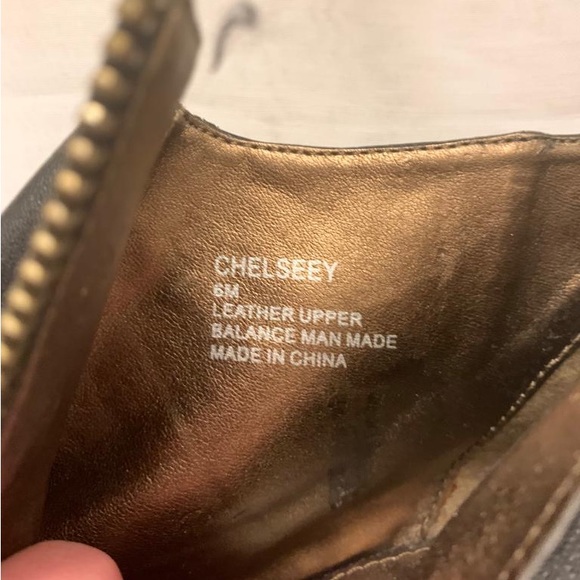 CHELSEEY
6M
LEATHER UPPER
BALANCE MAN MADE
MADE IN CHINA